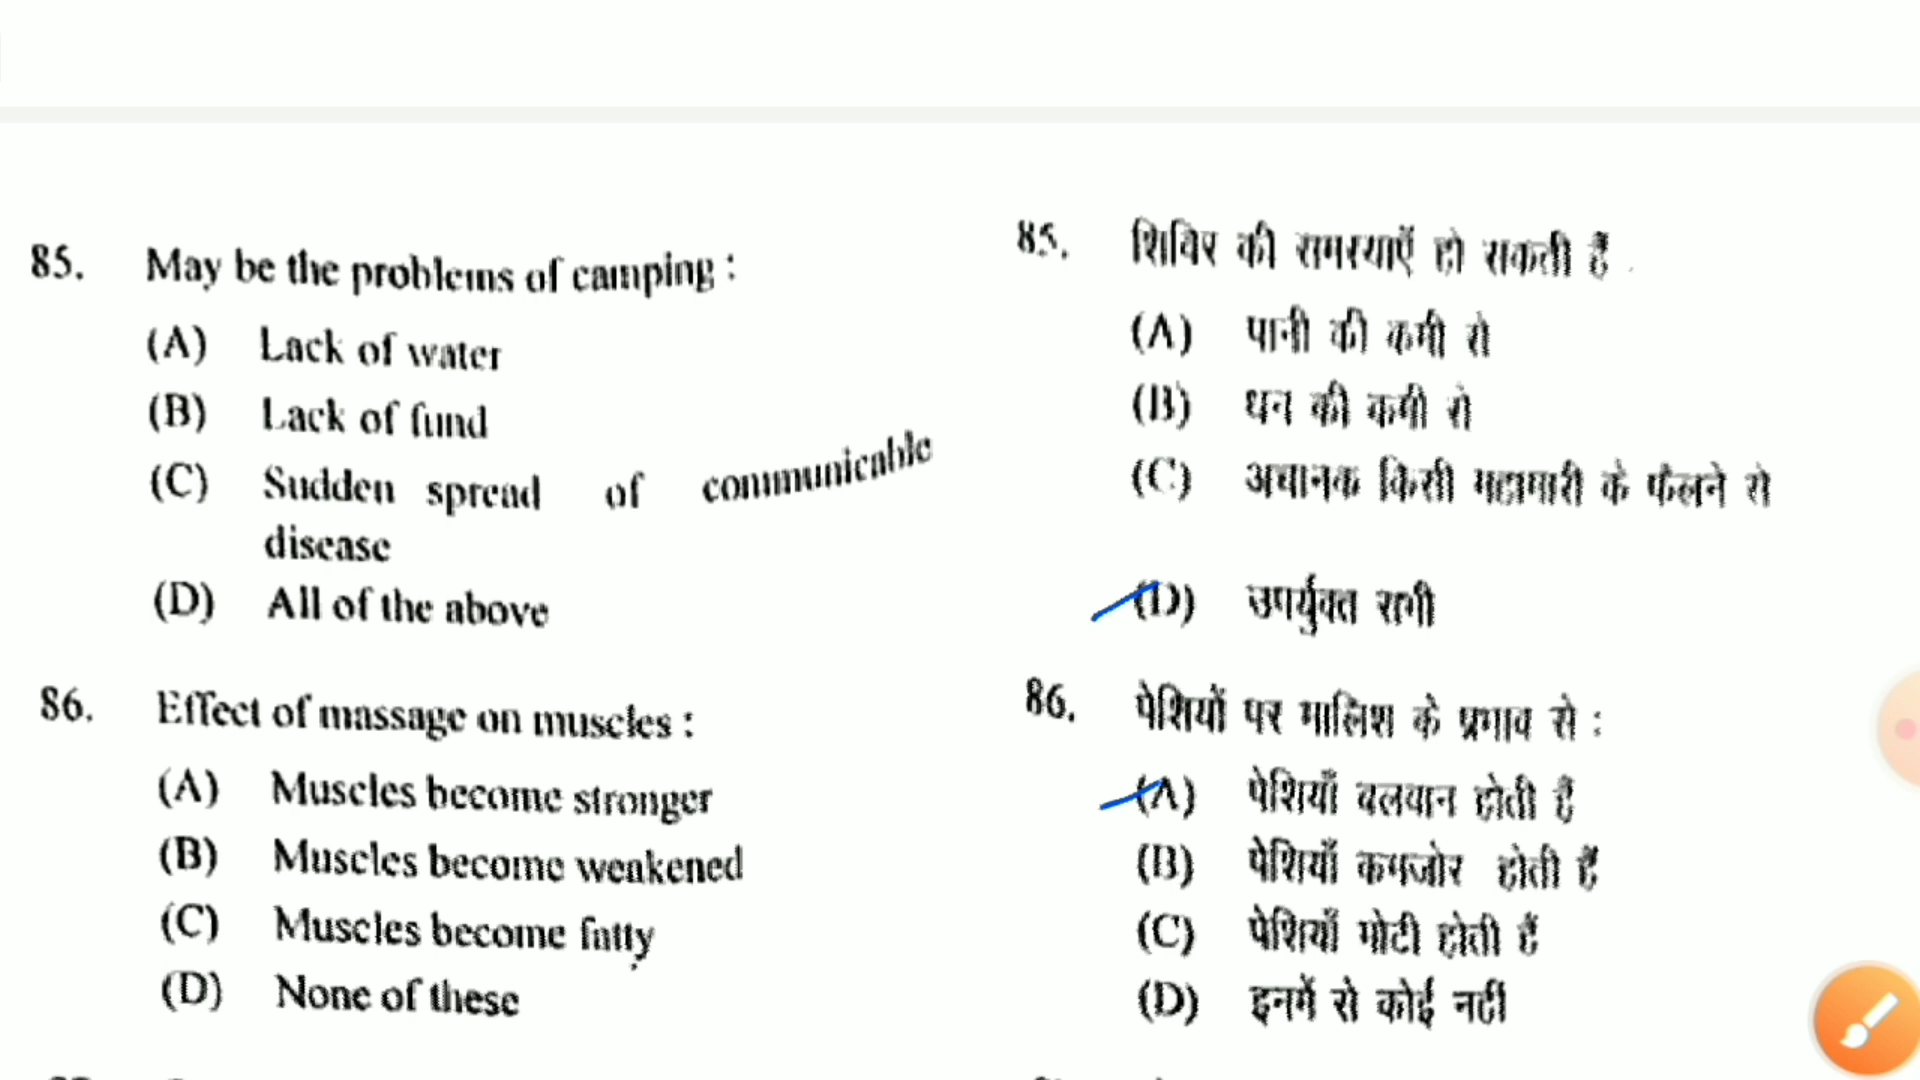 85. May be the problems of camping :
(A) Lack of water
(B) Lack of fund
(C) Sudden spread of communicable
disease
(D) All of the above
86. Effect of massage on muscles :
(A) Muscles become stronger
(B) Muscles become weakened
(C) Muscles become fatty
(D) None of these
85. शिविर की समस्याएँ हो सकती हैं
(A) पानी की कमी से
(B) धन की कमी से
(C) अचानक किसी महामारी के फैलने से
(D) उपर्युक्त सभी
86. पेशियों पर मालिश के प्रभाव से :
(A) पेशियाँ बलवान होती हैं
(B) पेशियाँ कमजोर होती हैं
(C) पेशियाँ मोटी होती हैं
(D) इनमें से कोई नहीं